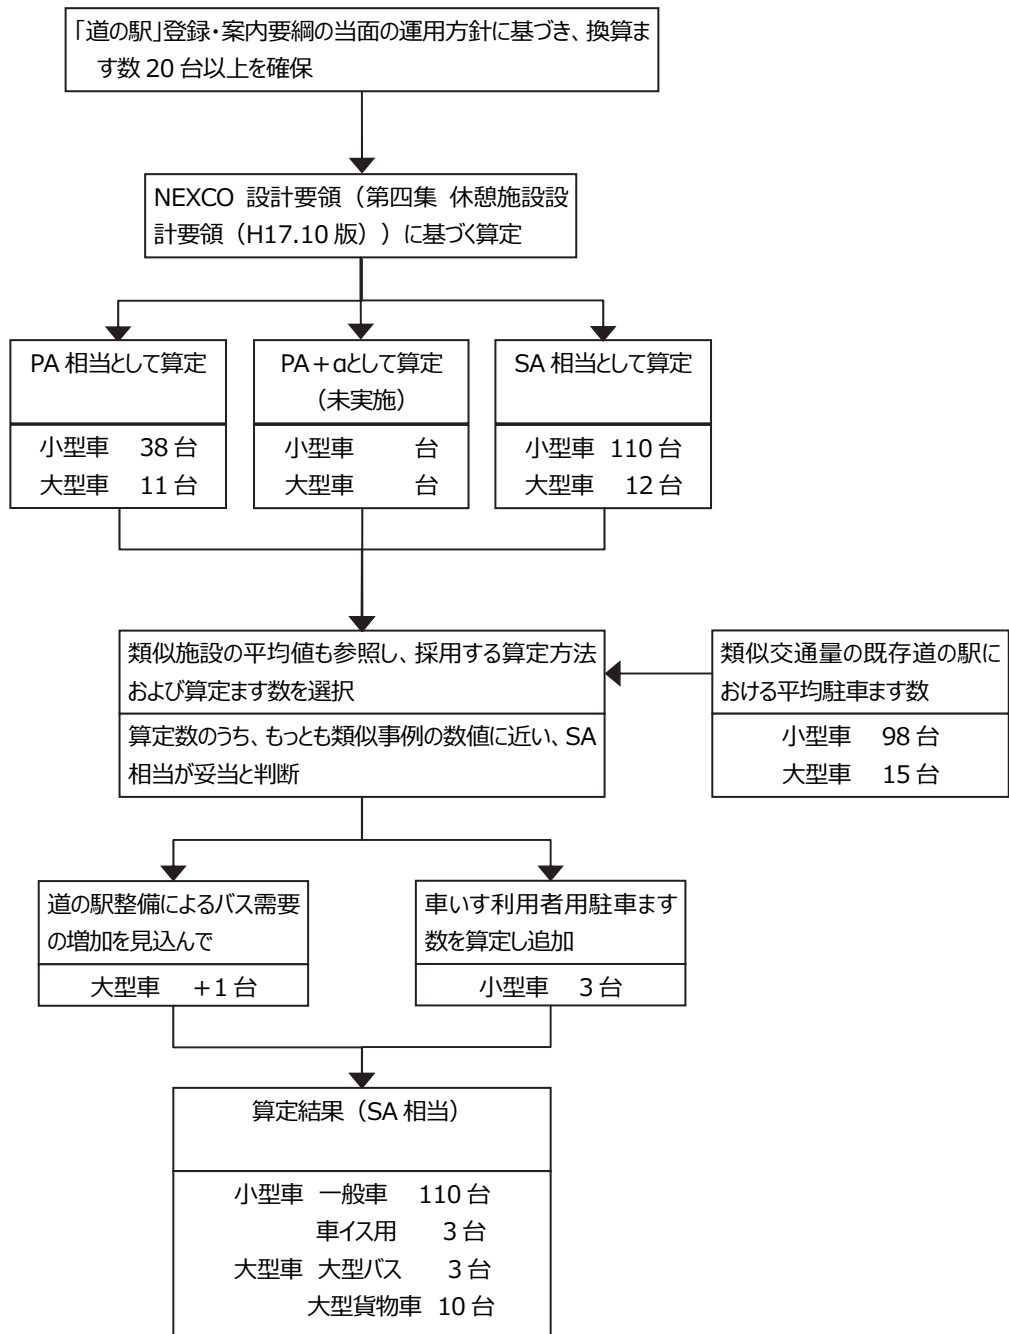 「道の駅」登録・案内要綱の当面の運用方針に基づき、換算ま
す数 20 台以上を確保
NEXCO 設計要領（第四集 休憩施設設
計要領（H17.10 版））に基づく算定
PA 相当として算定
小型車 38 台
大型車 11 台
PA＋αとして算定
（未実施）
小型車 台
大型車 台
SA 相当として算定
小型車 110 台
大型車 12 台
類似施設の平均値も参照し、採用する算定方法
および算定ます数を選択
算定数のうち、もっとも類似事例の数値に近い、SA
相当が妥当と判断
類似交通量の既存道の駅に
おける平均駐車ます数
小型車 98 台
大型車 15 台
道の駅整備によるバス需要
の増加を見込んで
大型車 +1 台
車いす利用者用駐車ます
数を算定し追加
小型車 3 台
算定結果（SA 相当）
小型車 一般車 110 台
車イス用 3 台
大型車 大型バス 3 台
大型貨物車 10 台